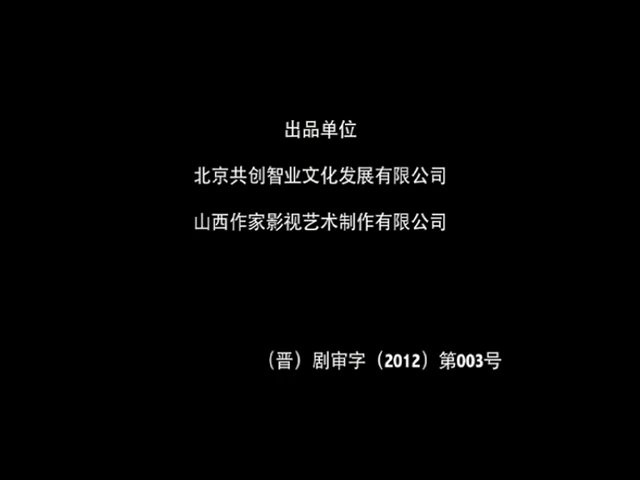 出品单位
北京共创智业文化发展有限公司
山西作家影视艺术制作有限公司
（晋）剧审字（2012）第003号